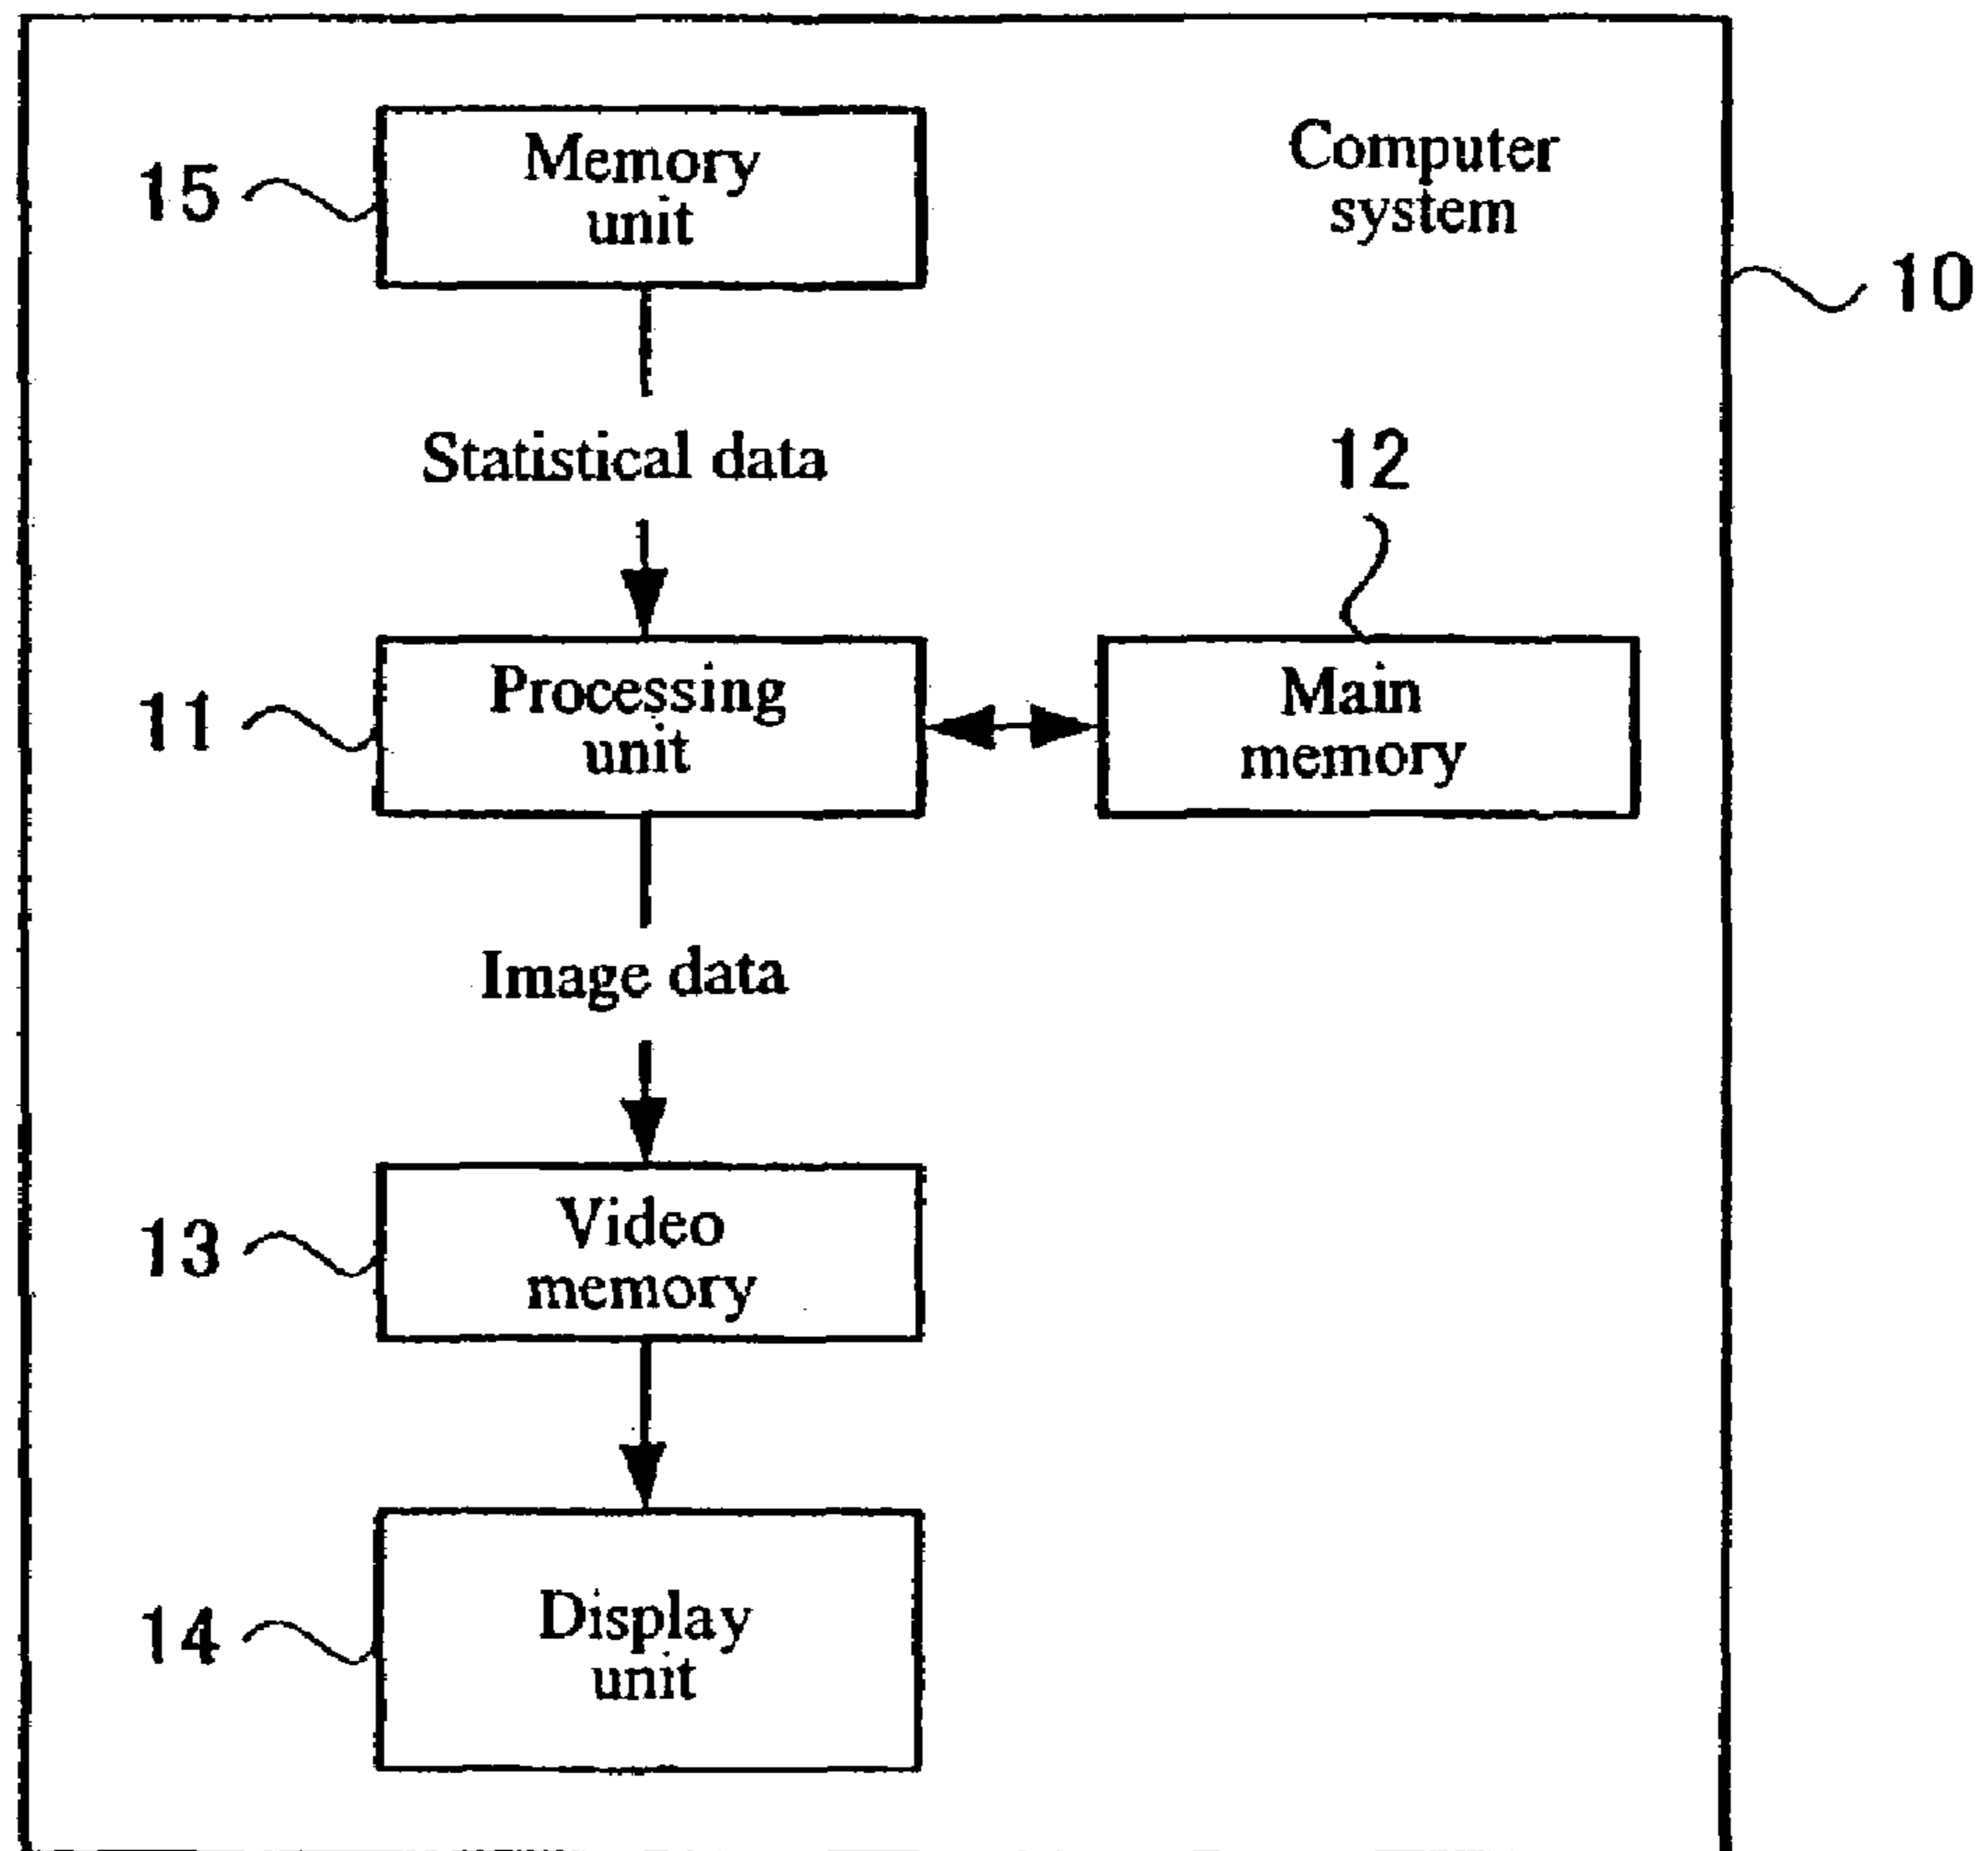 Memory
unit
Computer
system
15
10
Statistical data
12
Processing
unit
Main
memory
11
Image data
Video
memory
13
Display
unit
14